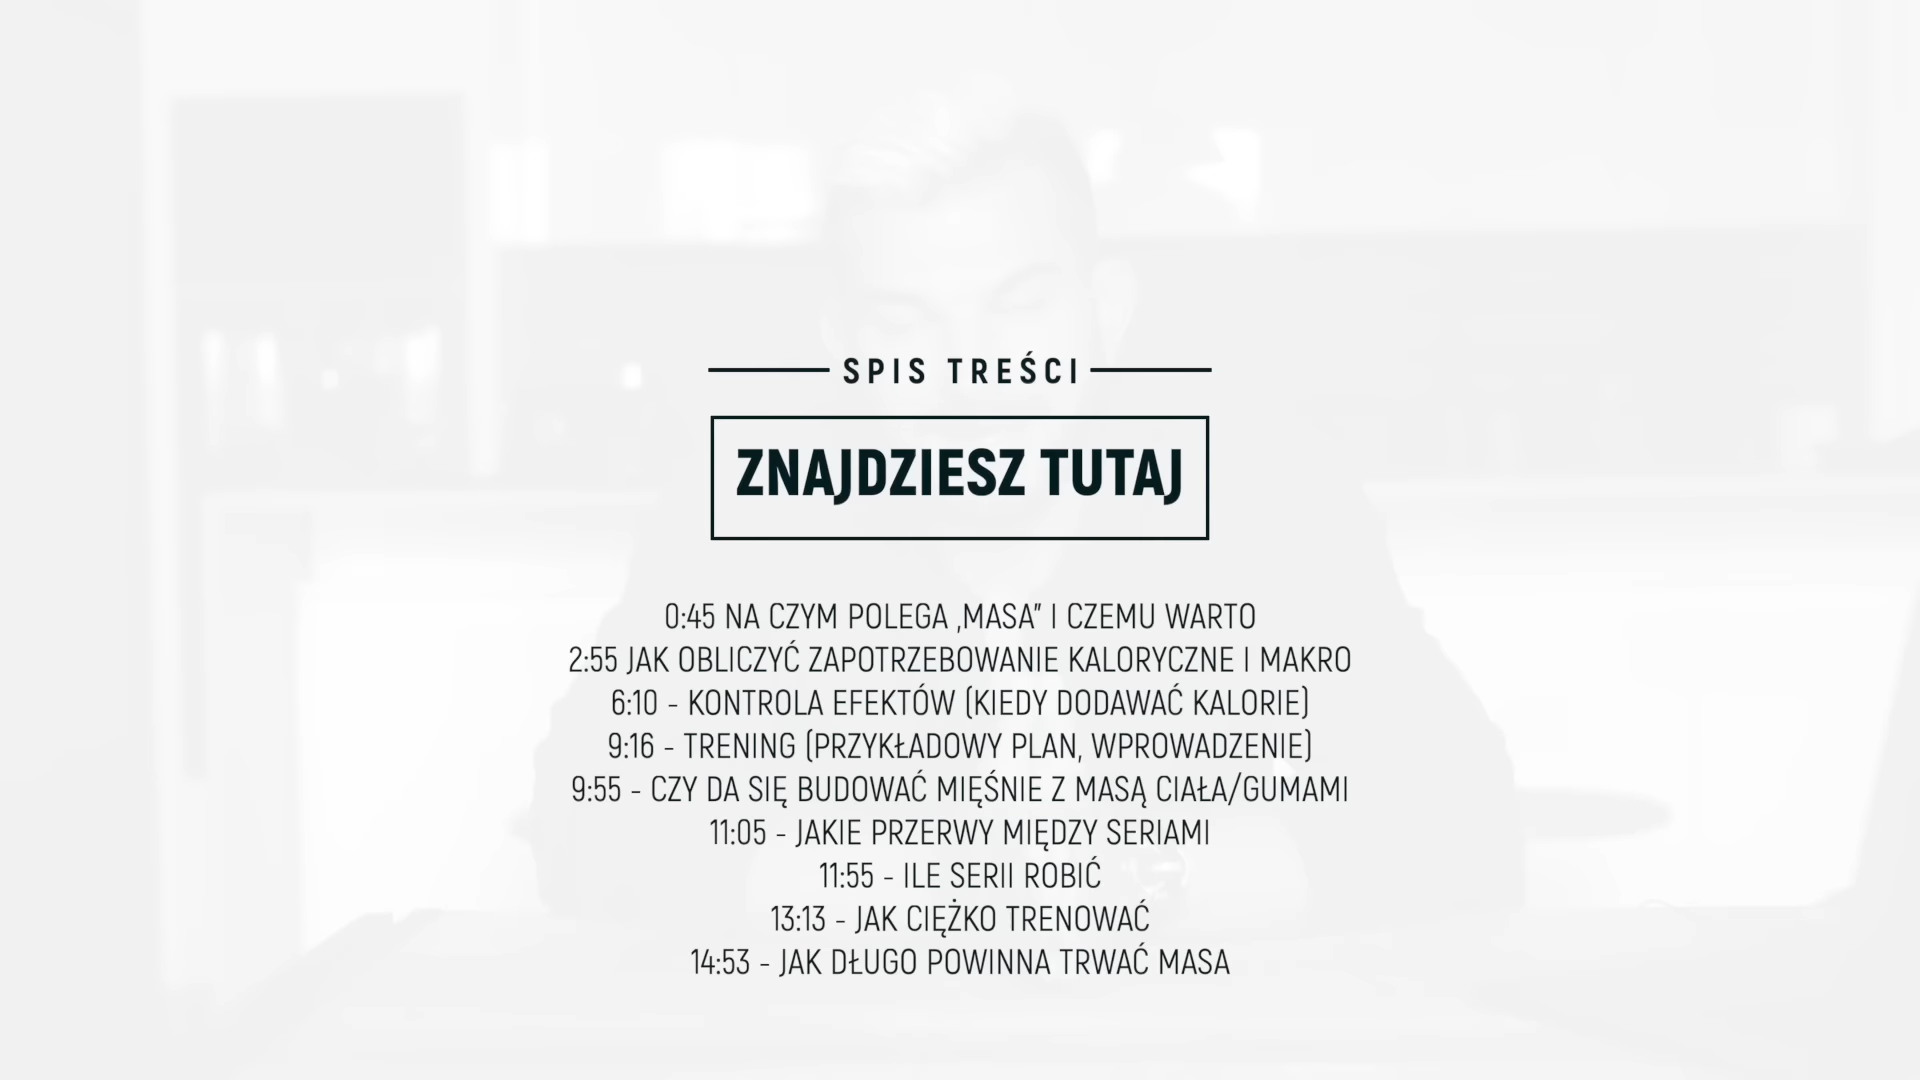 SPIS TREŚCI
ZNAJDZIESZ TUTAJ
0:45 NA CZYM POLEGA ,MASA" I CZEMU WARTO
2:55 JAK OBLICZYĆ ZAPOTRZEBOWANIE KALORYCZNE I MAKRO
6:10 - KONTROLA EFEKTÓW (KIEDY DODAWAĆ KALORIE)
9:16 - TRENING (PRZYKŁADOWY PLAN, WPROWADZENIE)
9:55 - CZY DA SIĘ BUDOWAĆ MIĘŚNIE Z MASĄ CIAŁA/GUMAMI
11:05 - JAKIE PRZERWY MIĘDZY SERIAMI
11:55 - ILE SERII ROBIĆ
13:13 - JAK CIĘŻKO TRENOWAĆ
14:53 - JAK DŁUGO POWINNA TRWAĆ MASA